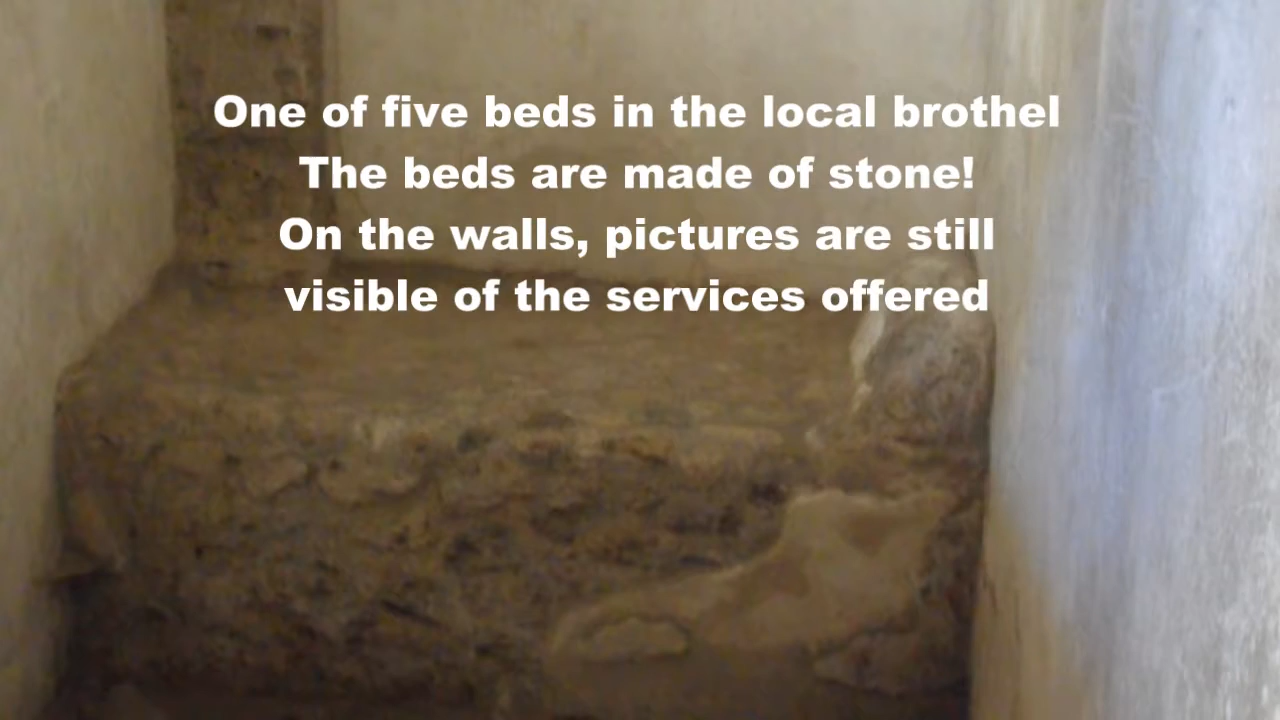 One of five beds in the local brothel
The beds are made of stone!
On the walls, pictures are still
visible of the services offered